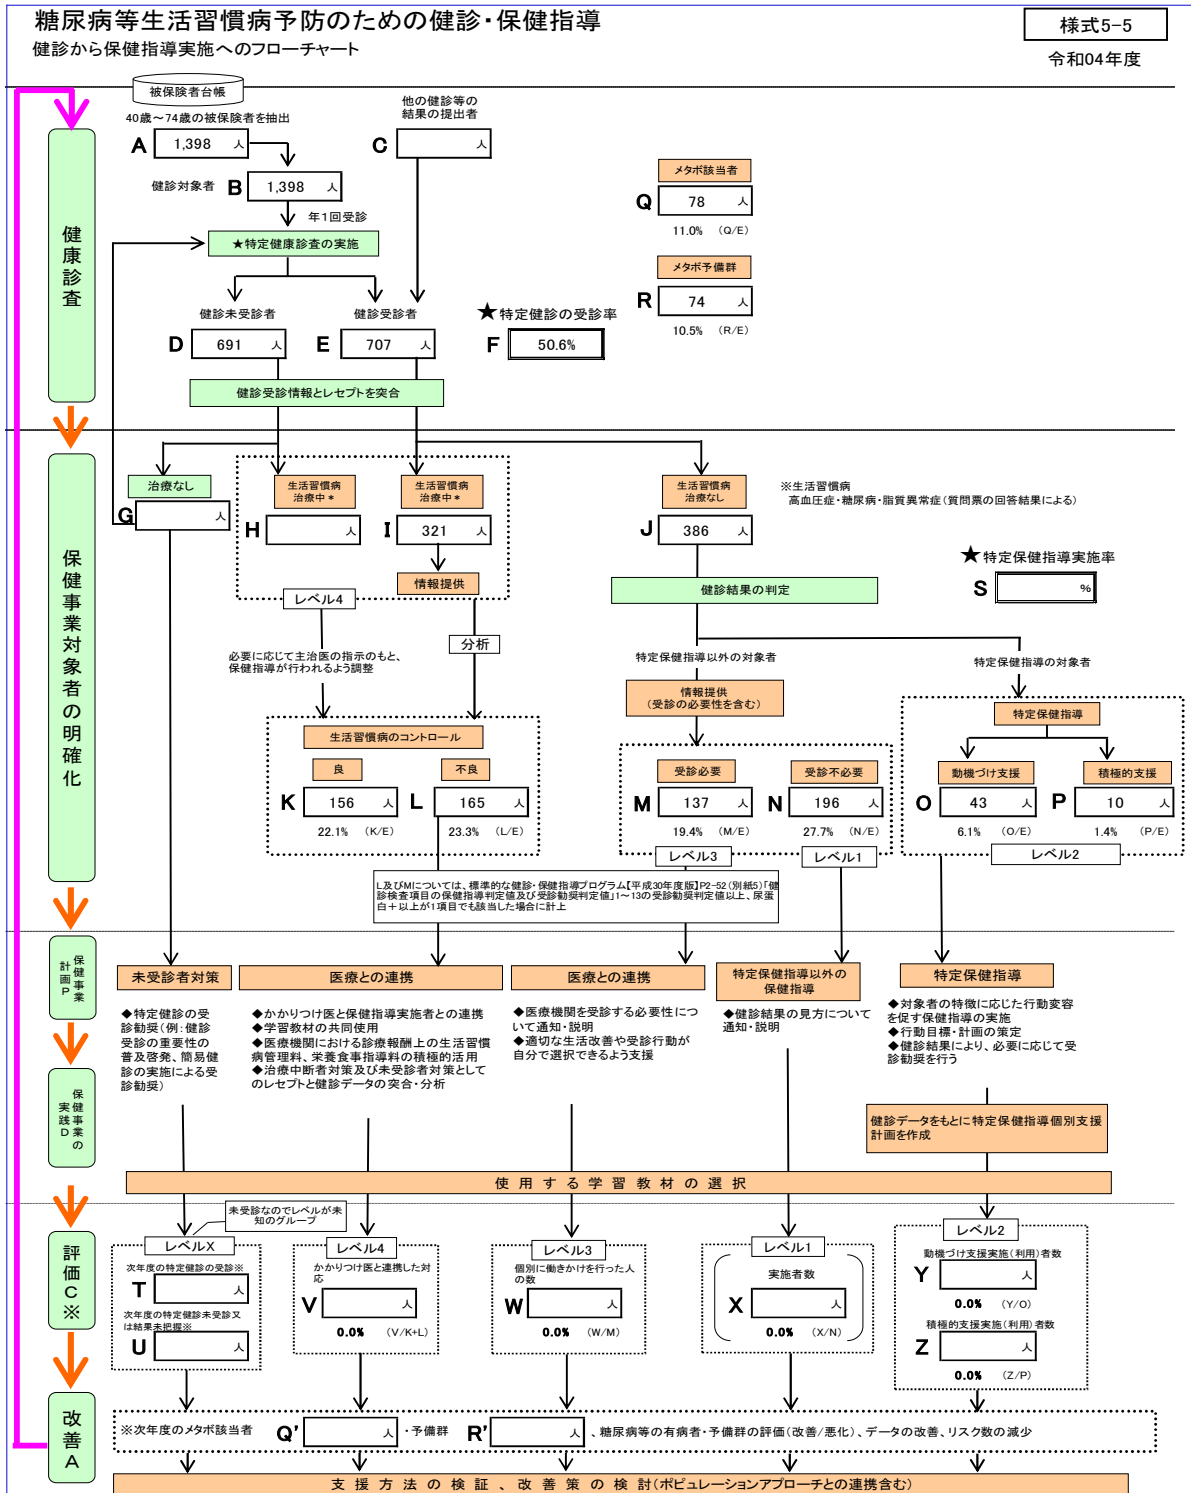 糖尿病等生活習慣病予防のための健診・保健指導
様式5-5
健診から保健指導実施へのフローチャート
令和04年度
被保険者台帳
40歳～74歳の被保険者を抽出
他の健診等の
結果の提出者
A 1,398 人
C 人
健診対象者 B 1,398 人
メタボ該当者
Q 78 人
11.0% (Q/E)
年1回受診
★特定健康診査の実施
メタボ予備群
R 74 人
10.5% (R/E)
健康診査
健診未受診者
健診受診者
★特定健診の受診率
D 691 人
E 707 人
F 50.6%
健診受診情報とレセプトを突合
保健事業対象者の明確化
治療なし
G 人
生活習慣病
治療中*
H 人
生活習慣病
治療中*
I 321 人
情報提供
レベル4
生活習慣病
治療なし
J 386 人
※生活習慣病
高血圧症・糖尿病・脂質異常症(質問票の回答結果による)
★特定保健指導実施率
S %
健診結果の判定
分析
必要に応じて主治医の指示のもと、
保健指導が行われるよう調整
特定保健指導以外の対象者
特定保健指導の対象者
情報提供
(受診の必要性を含む)
特定保健指導
生活習慣病のコントロール
良
不良
K 156 人
L 165 人
22.1% (K/E)
23.3% (L/E)
受診必要
受診不必要
M 137 人
N 196 人
19.4% (M/E)
27.7% (N/E)
レベル3
レベル1
動機づけ支援
積極的支援
O 43 人
P 10 人
6.1% (O/E)
1.4% (P/E)
レベル2
L及びMについては、標準的な健診・保健指導プログラム【平成30年度版】P2-52(別紙5)「健
診検査項目の保健指導判定値及び受診勧奨判定値」1～13の受診勧奨判定値以上、尿蛋
白＋以上が1項目でも該当した場合に計上
保健事業
計画P
未受診者対策
医療との連携
医療との連携
特定保健指導以外の
保健指導
特定保健指導
◆特定健診の受
診勧奨(例:健診
受診の重要性の
普及啓発、簡易健
診の実施による受
診勧奨)
◆かかりつけ医と保健指導実施者との連携
◆学習教材の共同使用
◆医療機関における診療報酬上の生活習慣
病管理料、栄養食事指導料の積極的活用
◆治療中断者対策及び未受診者対策として
のレセプトと健診データの突合・分析
◆医療機関を受診する必要性につ
いて通知・説明
◆適切な生活改善や受診行動が
自分で選択できるよう支援
◆健診結果の見方について
通知・説明
◆対象者の特徴に応じた行動変容
を促す保健指導の実施
◆行動目標・計画の策定
◆健診結果により、必要に応じて受
診勧奨を行う
保健事業の
実践D
健診データをもとに特定保健指導個別支援
計画を作成
使用する学習教材の選択
未受診なのでレベルが未
知のグループ
評価C※
レベルX
次年度の特定健診の受診※
T 人
次年度の特定健診未受診又
は結果未把握※
U 人
レベル4
かかりつけ医と連携した対
応
V 人
0.0% (V/K+L)
レベル3
個別に働きかけを行った人
の数
W 人
0.0% (W/M)
レベル1
実施者数
X 人
0.0% (X/N)
レベル2
動機づけ支援実施(利用)者数
Y 人
0.0% (Y/O)
積極的支援実施(利用)者数
Z 人
0.0% (Z/P)
改善A
※次年度のメタボ該当者 Q' 人 ・予備群 R' 人 、糖尿病等の有病者・予備群の評価(改善/悪化)、データの改善、リスク数の減少
支援方法の検証、改善策の検討(ポピュレーションアプローチとの連携含む)